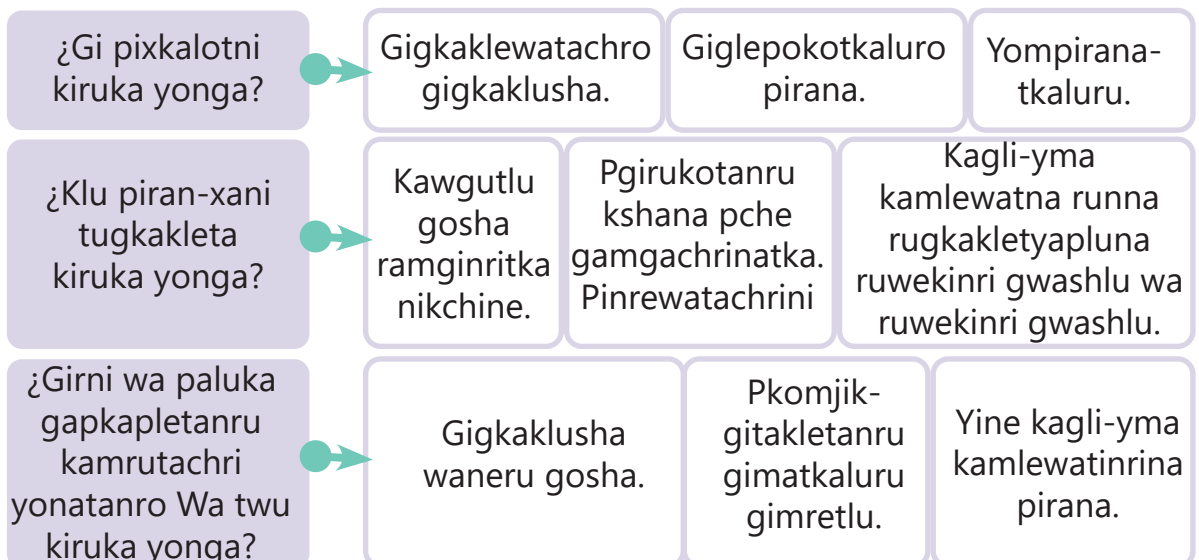 ¿Gi pixkalotni
kiruka yonga?
Gigkaklewatachro
gigkaklusha.
Giglepokotkaluro
pirana.
Yompirana-
tkaluru.
¿Klu piran-xani
tugkakleta
kiruka yonga?
Kawgutlu
gosha
ramginritka
nikchine.
Pgirukotanru
kshana pche
gamgachrinatka.
Pinrewatachrini
Kagli-yma
kamlewatna runna
rugkakletyapluna
ruwekinri gwashlu wa
ruwekinri gwashlu.
¿Girni wa paluka
gapkapletanru
kamrutachri
yonatanro Wa twu
kiruka yonga?
Gigkaklusha
waneru gosha.
Pkomjik-
gitakletanru
gimatkaluru
gimretlu.
Yine kagli-yma
kamlewatinrina
pirana.